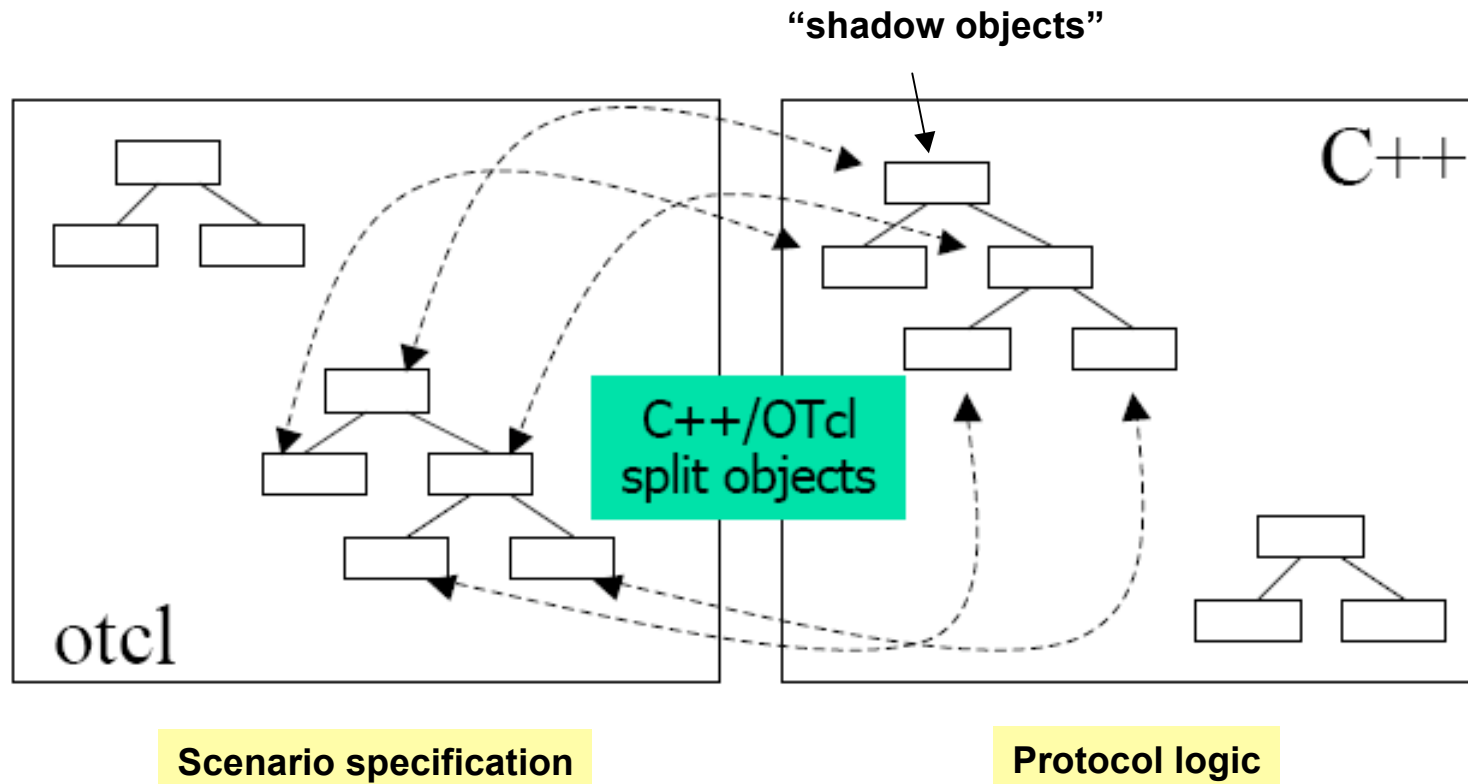 “shadow objects”
C++
C++/OTcl
split objects
otcl
Scenario specification
Protocol logic